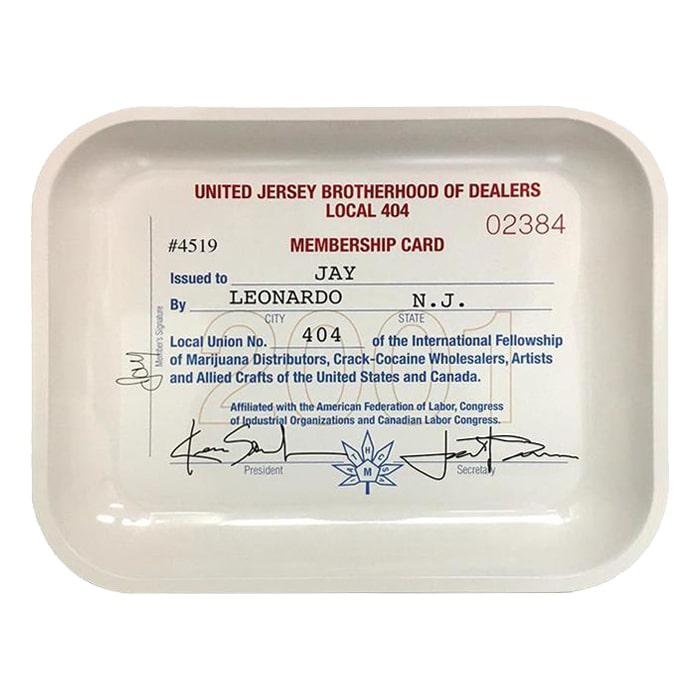 UNITED JERSEY BROTHERHOOD OF DEALERS
LOCAL 404
02384
#4519 MEMBERSHIP CARD
Issued to JAY
By LEONARDO N.J.
CITY STATE
Local Union No. 404 of the International Fellowship
of Marijuana Distributors, Crack-Cocaine Wholesalers, Artists
and Allied Crafts of the United States and Canada.
2001
Affiliated with the American Federation of Labor, Congress
of Industrial Organizations and Canadian Labor Congress.
President Secretary
Member's Signature
Jay